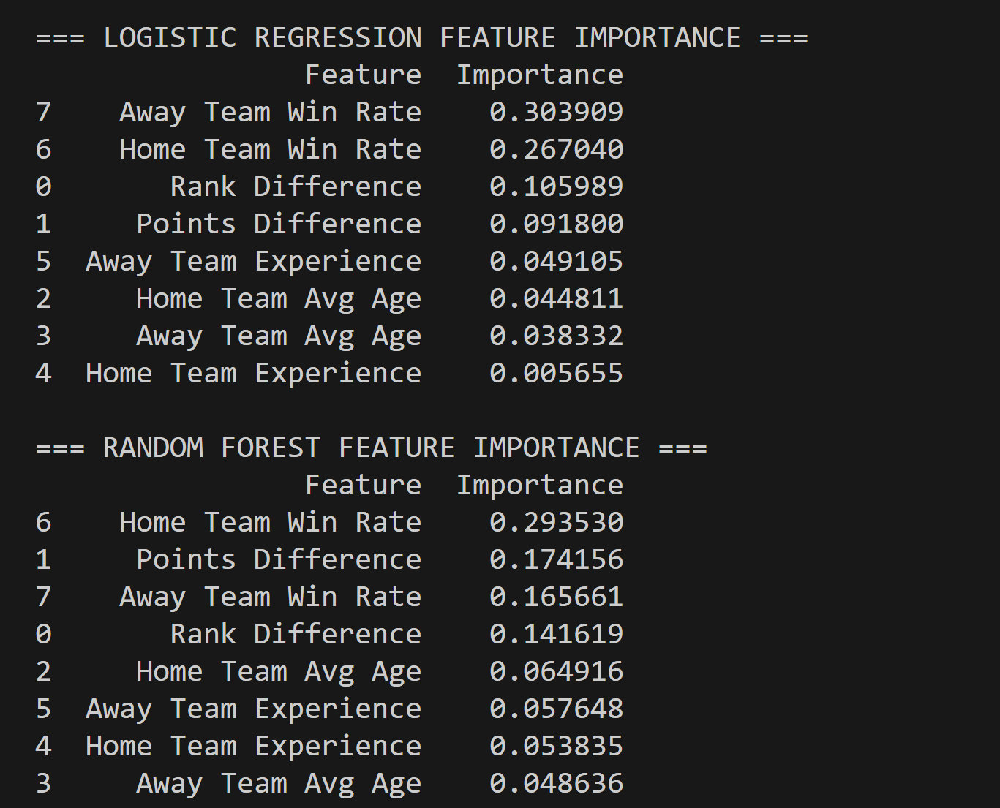 === LOGISTIC REGRESSION FEATURE IMPORTANCE ===
Feature Importance
7 Away Team Win Rate 0.303909
6 Home Team Win Rate 0.267040
0 Rank Difference 0.105989
1 Points Difference 0.091800
5 Away Team Experience 0.049105
2 Home Team Avg Age 0.044811
3 Away Team Avg Age 0.038332
4 Home Team Experience 0.005655
=== RANDOM FOREST FEATURE IMPORTANCE ===
Feature Importance
6 Home Team Win Rate 0.293530
1 Points Difference 0.174156
7 Away Team Win Rate 0.165661
0 Rank Difference 0.141619
2 Home Team Avg Age 0.064916
5 Away Team Experience 0.057648
4 Home Team Experience 0.053835
3 Away Team Avg Age 0.048636